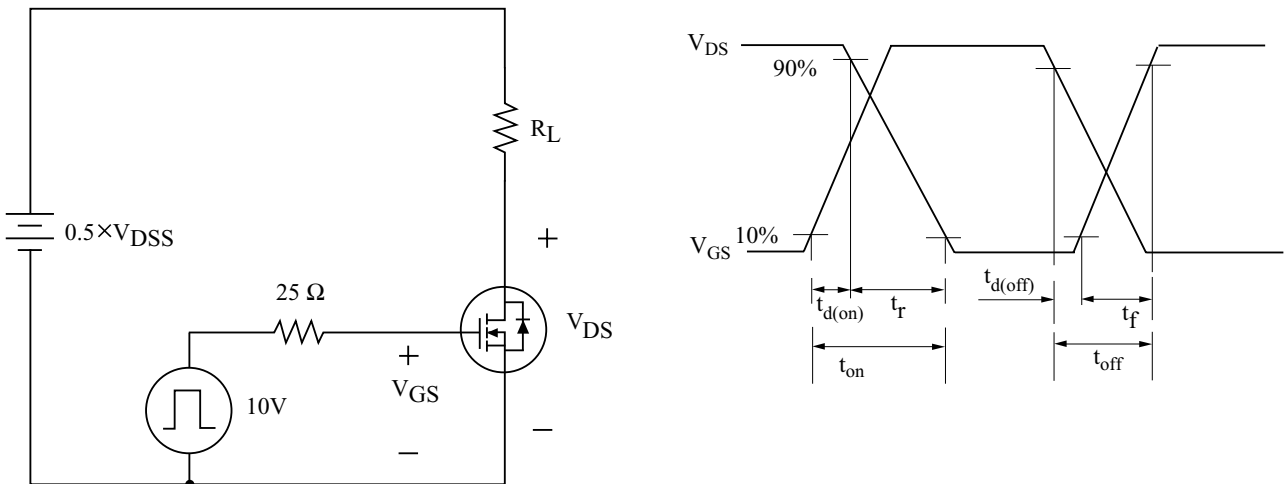 R_L
0.5×V_DSS
+
25 Ω
V_DS
+
V_GS
10V
−
−
V_DS
90%
V_GS 10%
t_d(on)
t_r
t_on
t_d(off)
t_f
t_off